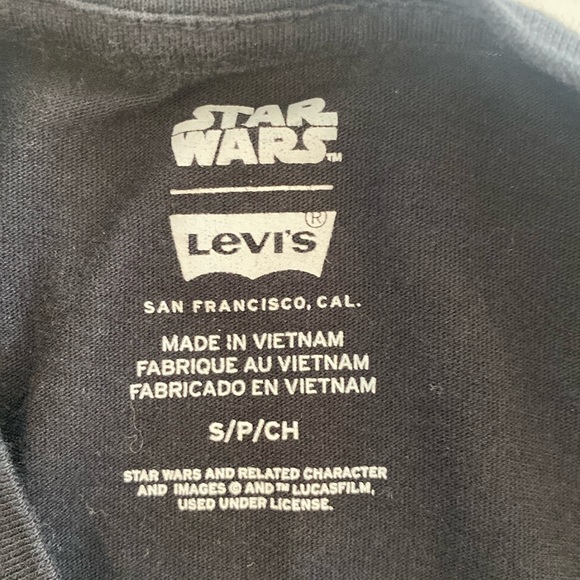 STAR
WARS™
LEVI'S®
SAN FRANCISCO, CAL.
MADE IN VIETNAM
FABRIQUE AU VIETNAM
FABRICADO EN VIETNAM
S/P/CH
STAR WARS AND RELATED CHARACTER
AND IMAGES © AND ™ LUCASFILM,
USED UNDER LICENSE.